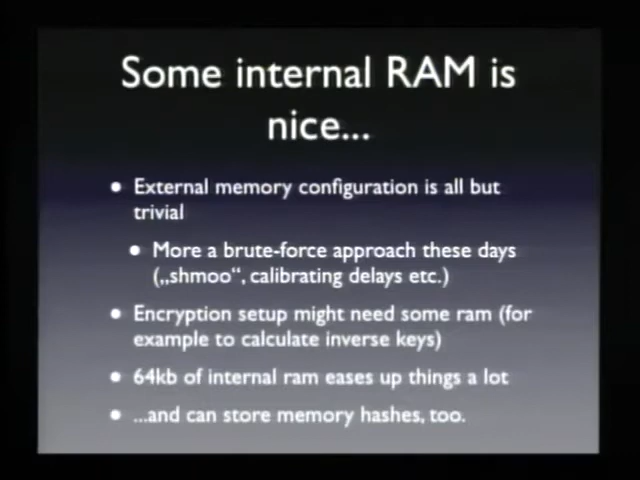 Some internal RAM is
nice...
• External memory configuration is all but
trivial
• More a brute-force approach these days
(„shmoo“, calibrating delays etc.)
• Encryption setup might need some ram (for
example to calculate inverse keys)
• 64kb of internal ram eases up things a lot
• ...and can store memory hashes, too.